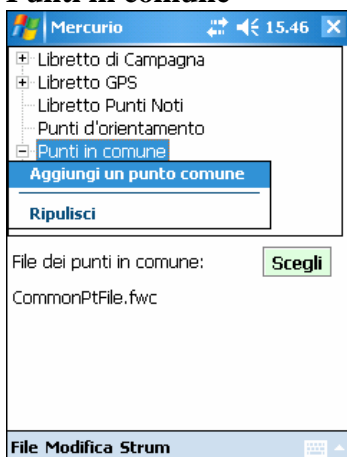 Punti in comune
Mercurio 15.46
Libretto di Campagna
Libretto GPS
Libretto Punti Noti
Punti d'orientamento
Punti in comune
Aggiungi un punto comune
Ripulisci
File dei punti in comune: Scegli
CommonPtFile.fwc
File Modifica Strum